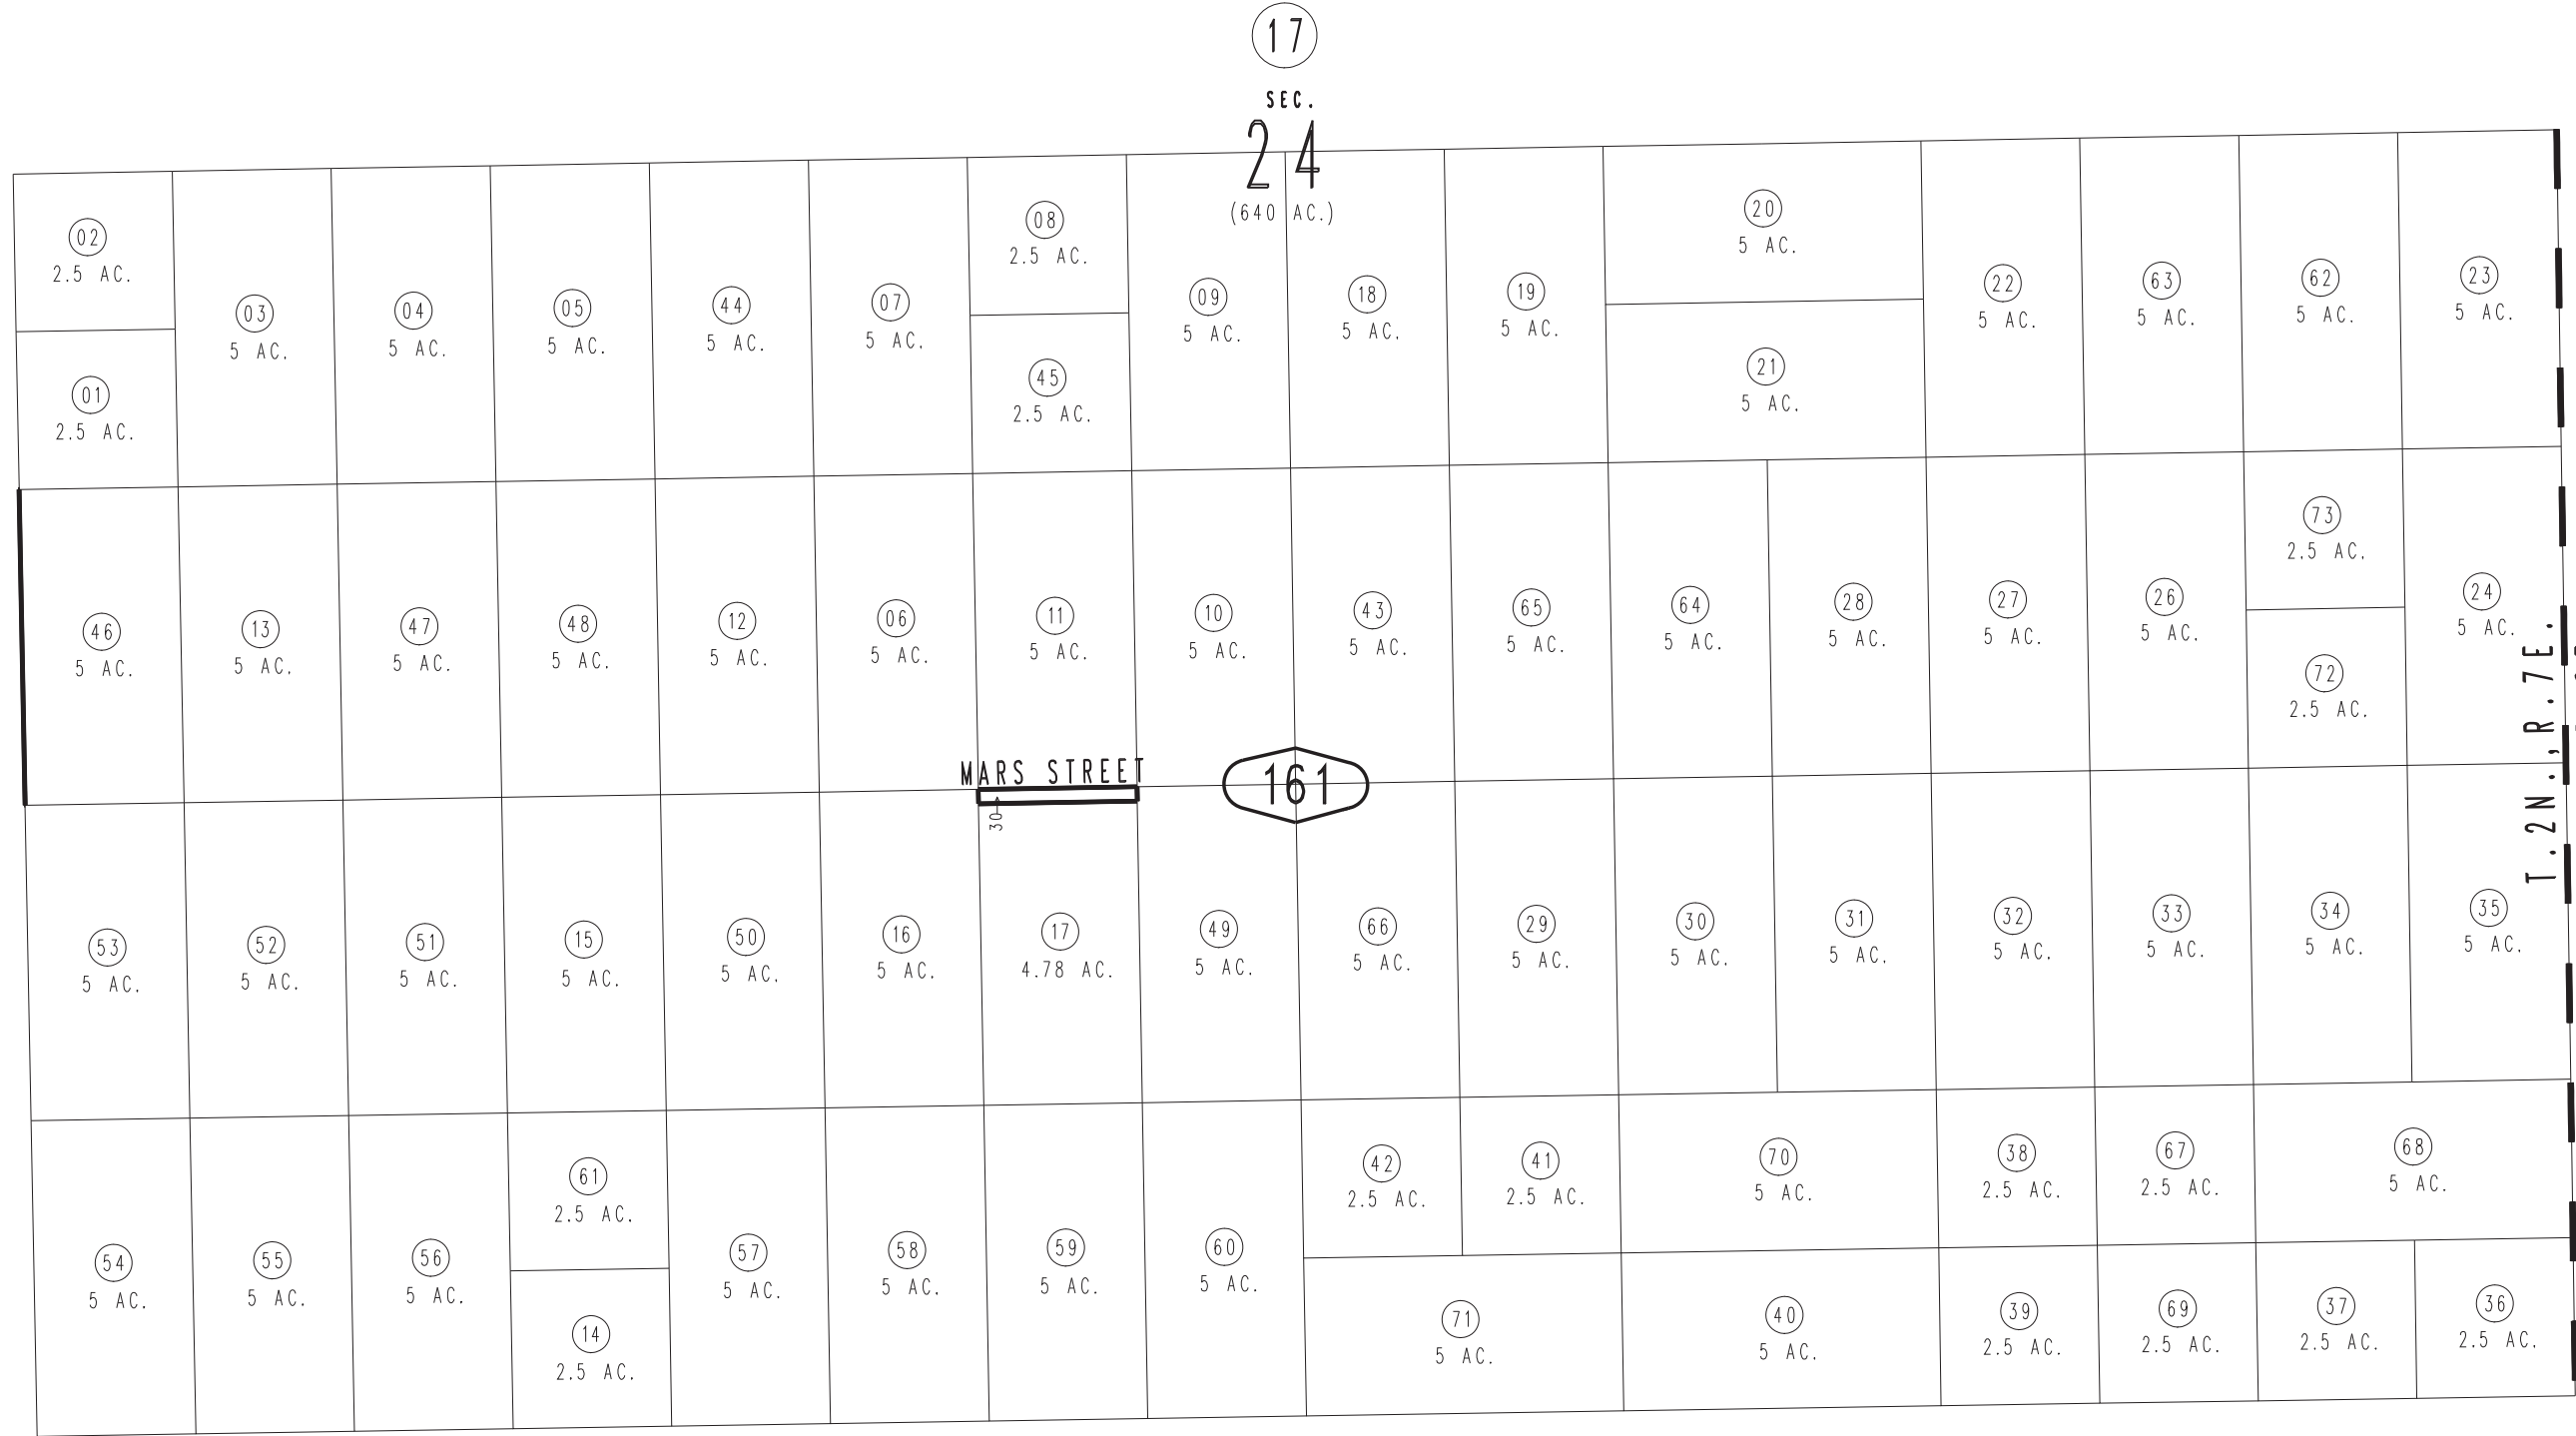 17
SEC.
24
(640 AC.)
02
2.5 AC.
01
2.5 AC.
03
5 AC.
04
5 AC.
05
5 AC.
44
5 AC.
07
5 AC.
08
2.5 AC.
45
2.5 AC.
09
5 AC.
18
5 AC.
19
5 AC.
20
5 AC.
21
5 AC.
22
5 AC.
63
5 AC.
62
5 AC.
23
5 AC.
46
5 AC.
13
5 AC.
47
5 AC.
48
5 AC.
12
5 AC.
06
5 AC.
11
5 AC.
10
5 AC.
43
5 AC.
65
5 AC.
64
5 AC.
28
5 AC.
27
5 AC.
26
5 AC.
73
2.5 AC.
72
2.5 AC.
24
5 AC.
T.2N.,R.7E.
MARS STREET
30
161
53
5 AC.
52
5 AC.
51
5 AC.
15
5 AC.
50
5 AC.
16
5 AC.
17
4.78 AC.
49
5 AC.
66
5 AC.
29
5 AC.
30
5 AC.
31
5 AC.
32
5 AC.
33
5 AC.
34
5 AC.
35
5 AC.
54
5 AC.
55
5 AC.
56
5 AC.
61
2.5 AC.
14
2.5 AC.
57
5 AC.
58
5 AC.
59
5 AC.
60
5 AC.
42
2.5 AC.
41
2.5 AC.
71
5 AC.
70
5 AC.
40
5 AC.
38
2.5 AC.
39
2.5 AC.
67
2.5 AC.
69
2.5 AC.
68
5 AC.
37
2.5 AC.
36
2.5 AC.